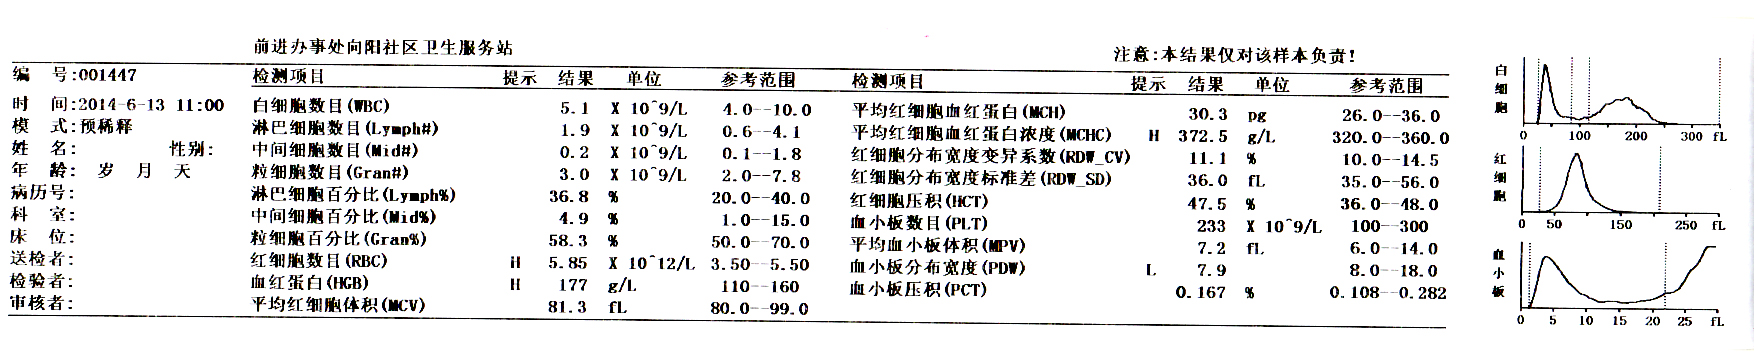 前进办事处向阳社区卫生服务站 注意:本结果仅对该样本负责!
编 号:001447 检测项目 提示 结果 单位 参考范围 检测项目 提示 结果 单位 参考范围
时 间:2014-6-13 11:00 白细胞数目(WBC) 5.1 X 10^9/L 4.0--10.0 平均红细胞血红蛋白(MCH) 30.3 pg 26.0--36.0
模 式:预稀释 淋巴细胞数目(Lymph#) 1.9 X 10^9/L 0.6--4.1 平均红细胞血红蛋白浓度(MCHC) H 372.5 g/L 320.0--360.0
姓 名: 性别: 中间细胞数目(Mid#) 0.2 X 10^9/L 0.1--1.8 红细胞分布宽度变异系数(RDW_CV) 11.1 % 10.0--14.5
年 龄: 岁 月 天 粒细胞数目(Gran#) 3.0 X 10^9/L 2.0--7.8 红细胞分布宽度标准差(RDW_SD) 36.0 fL 35.0--56.0
病历号: 淋巴细胞百分比(Lymph%) 36.8 % 20.0--40.0 红细胞压积(HCT) 47.5 % 36.0--48.0
科 室: 中间细胞百分比(Mid%) 4.9 % 1.0--15.0 血小板数目(PLT) 233 X 10^9/L 100--300
床 位: 粒细胞百分比(Gran%) 58.3 % 50.0--70.0 平均血小板体积(MPV) 7.2 fL 6.0--14.0
送检者: 红细胞数目(RBC) H 5.85 X 10^12/L 3.50--5.50 血小板分布宽度(PDW) L 7.9 8.0--18.0
检验者: 血红蛋白(HGB) H 177 g/L 110--160 血小板压积(PCT) 0.167 % 0.108--0.282
审核者: 平均红细胞体积(MCV) 81.3 fL 80.0--99.0
白细胞
0 100 200 300 fL
红细胞
0 50 150 250 fL
血小板
0 5 10 15 20 25 fL